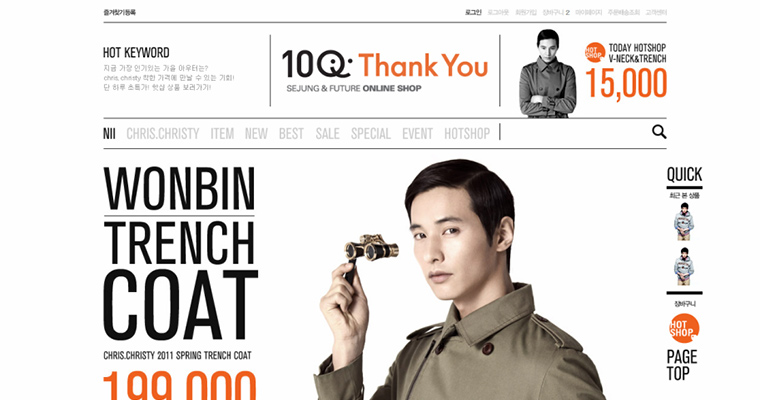 즐겨찾기등록
로그인 로그아웃 회원가입 장바구니 2 마이페이지 주문배송조회 고객센터
HOT KEYWORD
지금 가장 인기있는 가을 아우터는?
chris.christy 착한 가격에 만날 수 있는 기회!
단 하루 초특가! 핫샵 상품 보러가기!
10Q: Thank You
SEJUNG & FUTURE ONLINE SHOP
HOT SHOP
TODAY HOTSHOP
V-NECK&TRENCH
15,000
NII CHRIS.CHRISTY ITEM NEW BEST SALE SPECIAL EVENT HOTSHOP
WONBIN
TRENCH
COAT
CHRIS.CHRISTY 2011 SPRING TRENCH COAT
199,000
QUICK
최근 본 상품
장바구니
HOT SHOP
PAGE
TOP